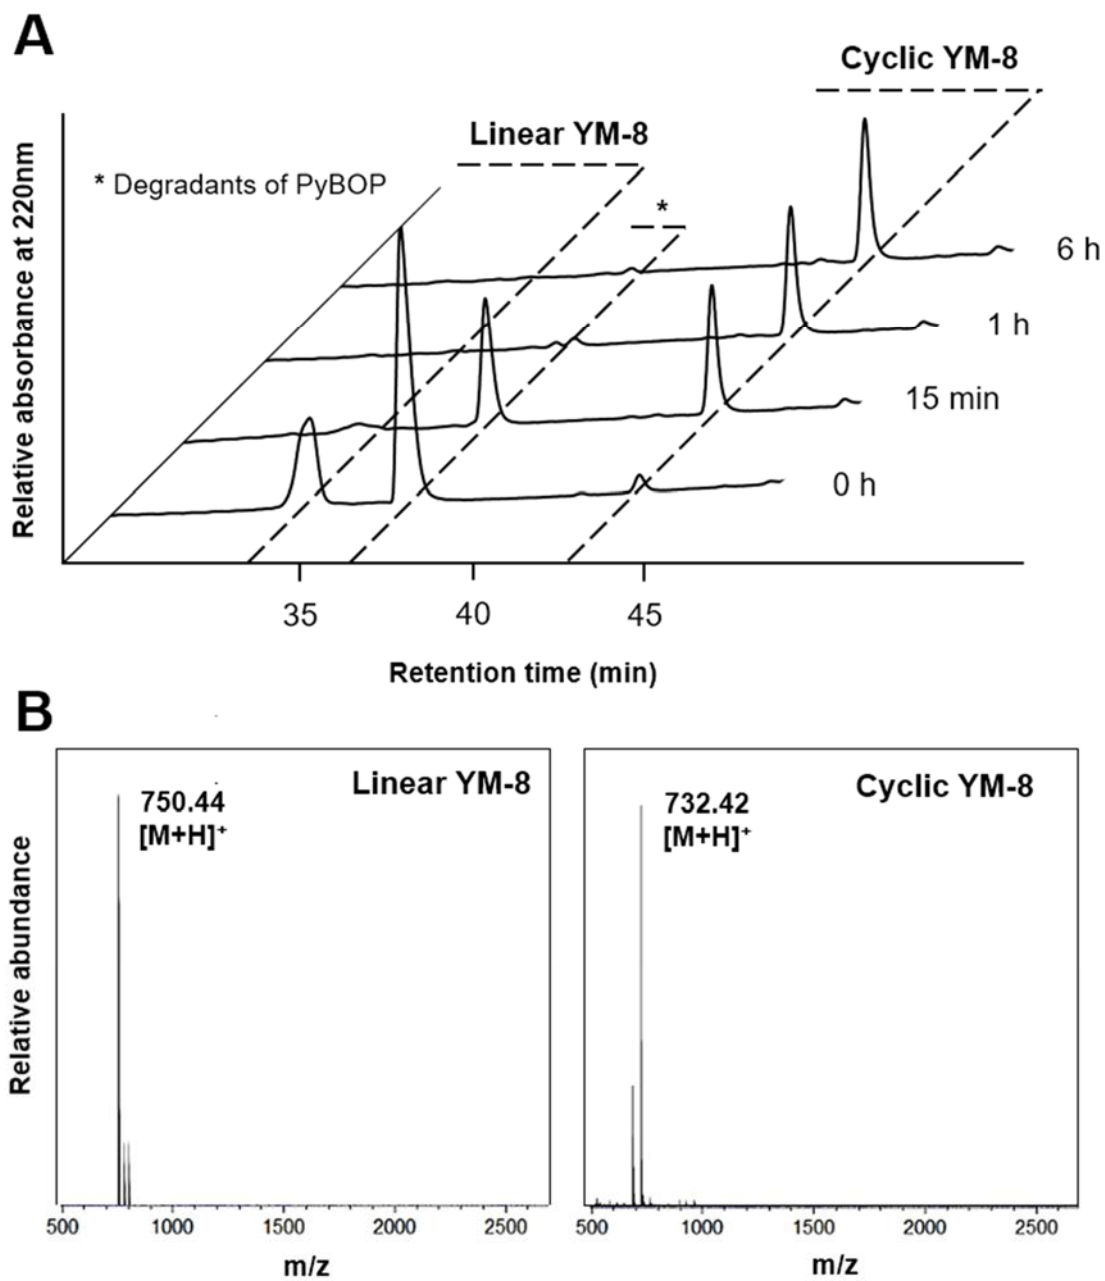 A
Cyclic YM-8
Linear YM-8
* Degradants of PyBOP
*
6 h
1 h
15 min
0 h
Relative absorbance at 220nm
35 40 45
Retention time (min)
B
750.44
[M+H]+
Linear YM-8
732.42
[M+H]+
Cyclic YM-8
Relative abundance
500 1000 1500 2000 2500
500 1000 1500 2000 2500
m/z
m/z